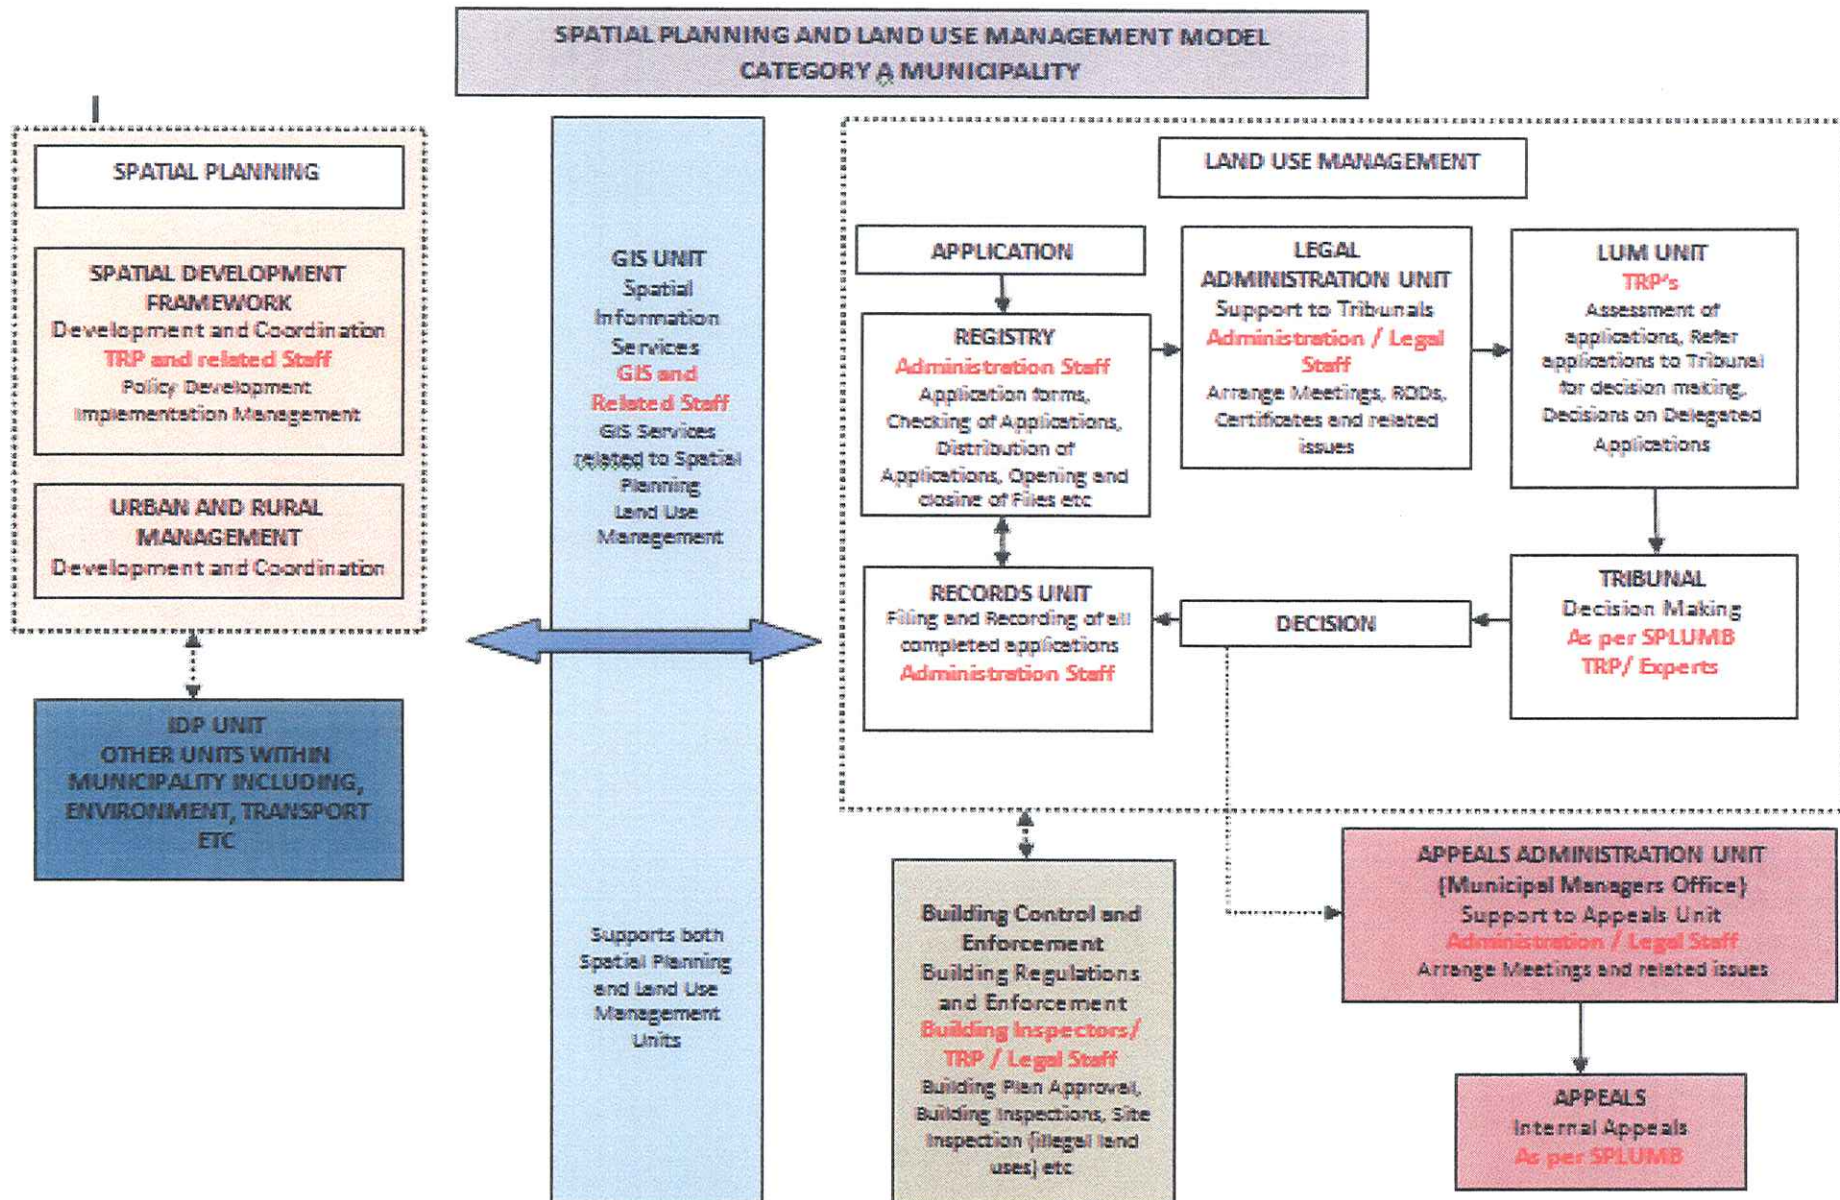 SPATIAL PLANNING AND LAND USE MANAGEMENT MODEL
CATEGORY A MUNICIPALITY
SPATIAL PLANNING
SPATIAL DEVELOPMENT
FRAMEWORK
Development and Coordination
TRP and related Staff
Policy Development
Implementation Management
URBAN AND RURAL
MANAGEMENT
Development and Coordination
IDP UNIT
OTHER UNITS WITHIN
MUNICIPALITY INCLUDING,
ENVIRONMENT, TRANSPORT
ETC
GIS UNIT
Spatial
Information
Services
GIS and
Related Staff
GIS Services
related to Spatial
Planning
Land Use
Management
Supports both
Spatial Planning
and Land Use
Management
Units
LAND USE MANAGEMENT
APPLICATION
REGISTRY
Administration Staff
Application forms,
Checking of Applications,
Distribution of
Applications, Opening and
closine of Files etc
LEGAL
ADMINISTRATION UNIT
Support to Tribunals
Administration / Legal
Staff
Arrange Meetings, RODs,
Certificates and related
issues
LUM UNIT
TRP's
Assessment of
applications, Refer
applications to Tribunal
for decision making,
Decisions on Delegated
Applications
TRIBUNAL
Decision Making
As per SPLUMB
TRP/ Experts
DECISION
RECORDS UNIT
Filing and Recording of all
completed applications
Administration Staff
Building Control and
Enforcement
Building Regulations
and Enforcement
Building Inspectors/
TRP / Legal Staff
Building Plan Approval,
Building Inspections, Site
Inspection (illegal land
uses) etc
APPEALS ADMINISTRATION UNIT
(Municipal Managers Office)
Support to Appeals Unit
Administration / Legal Staff
Arrange Meetings and related issues
APPEALS
Internal Appeals
As per SPLUMB